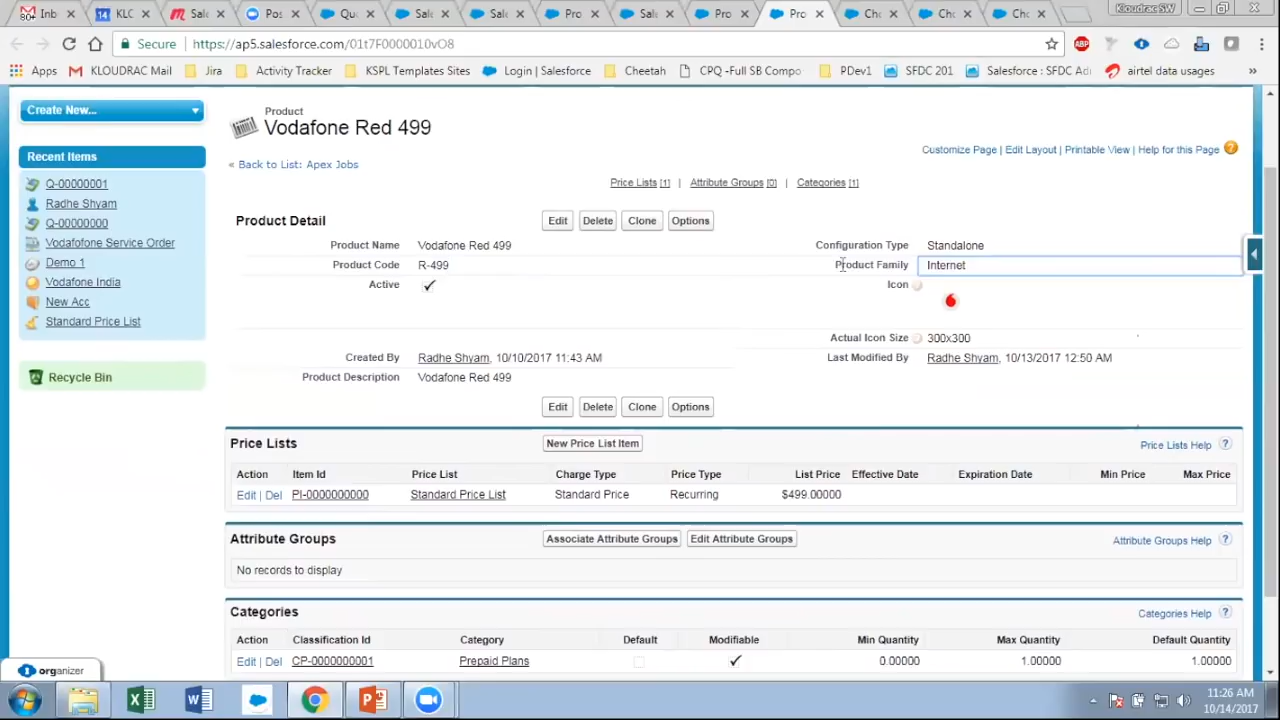 80+
Inb
14
KLC
Sale
Pos
Que
Sale
Sale
Pro
Sale
Pro
Pro
Cho
Cho
Cho
Kloudrac SW
Secure
https://ap5.salesforce.com/01t7F0000010vO8
ABP
Apps
KLOUDRAC Mail
Jira
Activity Tracker
KSPL Templates Sites
Login | Salesforce
Cheetah
CPQ -Full SB Compo
PDev1
SFDC 201
Salesforce : SFDC Adi
airtel data usages
»
Create New...
Recent Items
Q-00000001
Radhe Shyam
Q-00000000
Vodafofone Service Order
Demo 1
Vodafone India
New Acc
Standard Price List
Recycle Bin
Product
Vodafone Red 499
Customize Page | Edit Layout | Printable View | Help for this Page ?
« Back to List: Apex Jobs
Price Lists [1] | Attribute Groups [0] | Categories [1]
Product Detail
Edit Delete Clone Options
Product Name Vodafone Red 499 Configuration Type Standalone
Product Code R-499 Product Family Internet
Active ✓ Icon
Actual Icon Size 300x300
Created By Radhe Shyam, 10/10/2017 11:43 AM Last Modified By Radhe Shyam, 10/13/2017 12:50 AM
Product Description Vodafone Red 499
Edit Delete Clone Options
Price Lists New Price List Item Price Lists Help ?
Action Item Id Price List Charge Type Price Type List Price Effective Date Expiration Date Min Price Max Price
Edit | Del PI-0000000000 Standard Price List Standard Price Recurring $499.00000
Attribute Groups Associate Attribute Groups Edit Attribute Groups Attribute Groups Help ?
No records to display
Categories Categories Help ?
Action Classification Id Category Default Modifiable Min Quantity Max Quantity Default Quantity
Edit | Del CP-0000000001 Prepaid Plans ✓ 0.00000 1.00000 1.00000
organizer
11:26 AM
10/14/2017